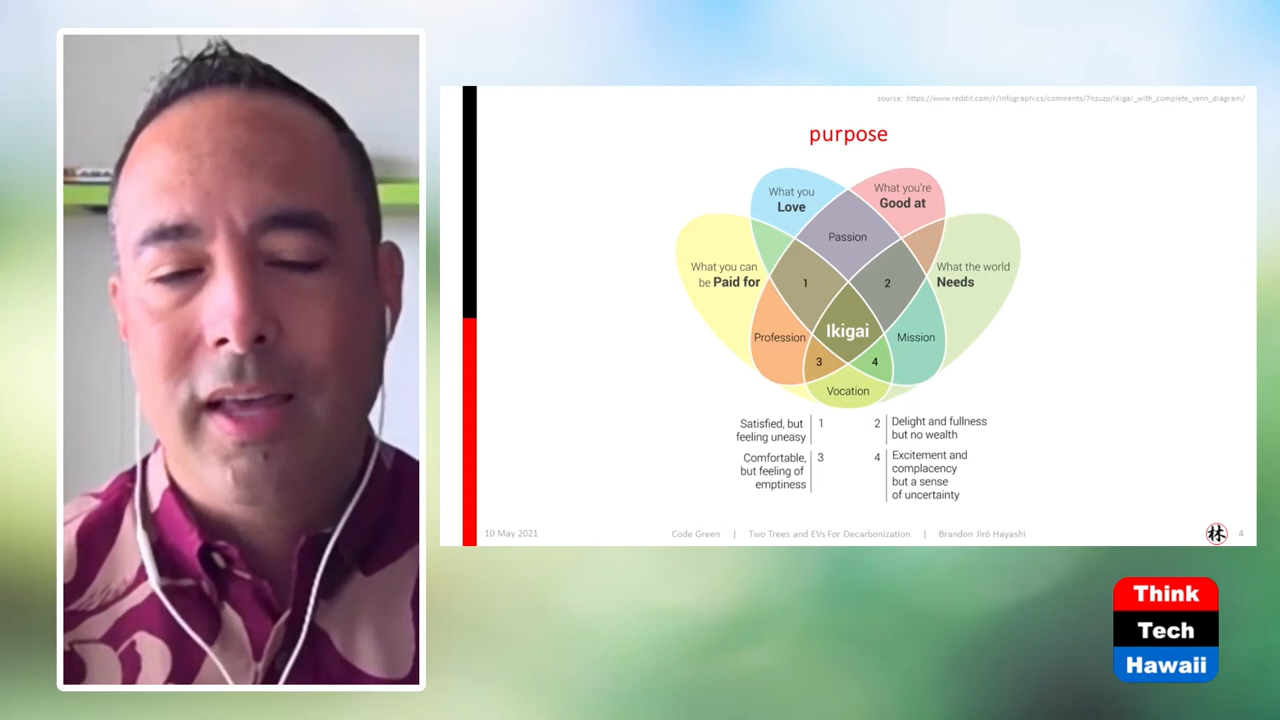 source: https://www.reddit.com/r/Infographics/comments/7nzuzp/ikigai_with_complete_venn_diagram/
purpose
What you
Love
What you're
Good at
Passion
What you can
be Paid for
What the world
Needs
1
2
Ikigai
Profession
Mission
3
4
Vocation
Satisfied, but
feeling uneasy
1
2
Delight and fullness
but no wealth
Comfortable,
but feeling of
emptiness
3
4
Excitement and
complacency
but a sense
of uncertainty
10 May 2021
Code Green | Two Trees and EVs For Decarbonization | Brandon Jirō Hayashi
林
4
Think
Tech
Hawaii